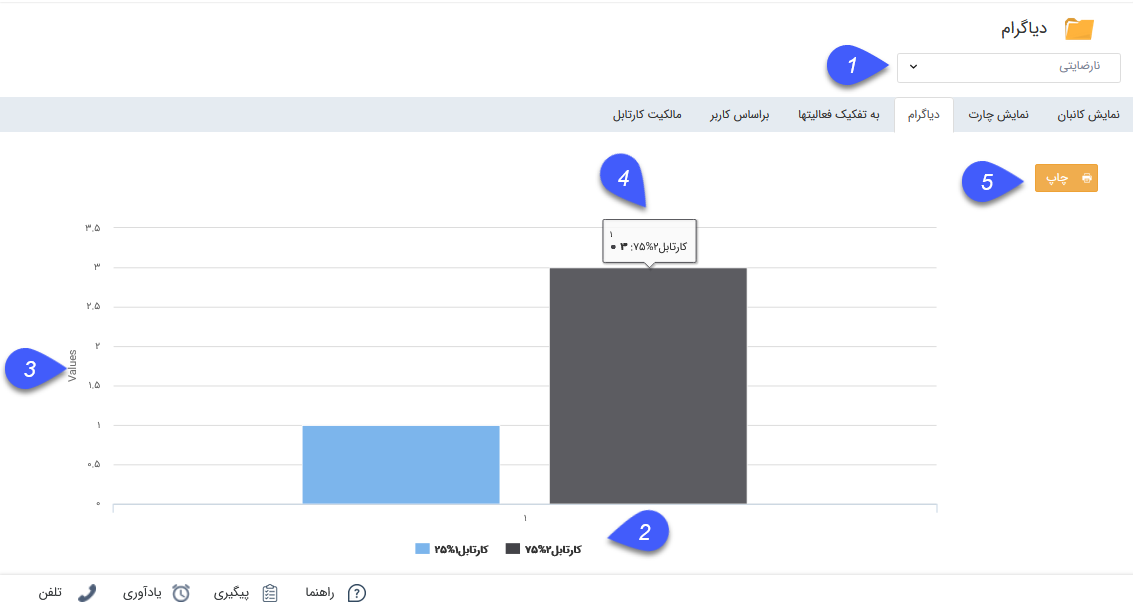 دیاگرام
نارضایتی
1
نمایش کانبان
نمایش چارت
دیاگرام
به تفکیک فعالیتها
براساس کاربر
مالکیت کارتابل
چاپ
5
4
۱
کارتابل۲%۷۵: ۳
۳.۵
۳
۲.۵
۲
۱.۵
۱
۰.۵
۰
Values
3
۱
2
کارتابل۱%۲۵
کارتابل۲%۷۵
راهنما
پیگیری
یادآوری
تلفن